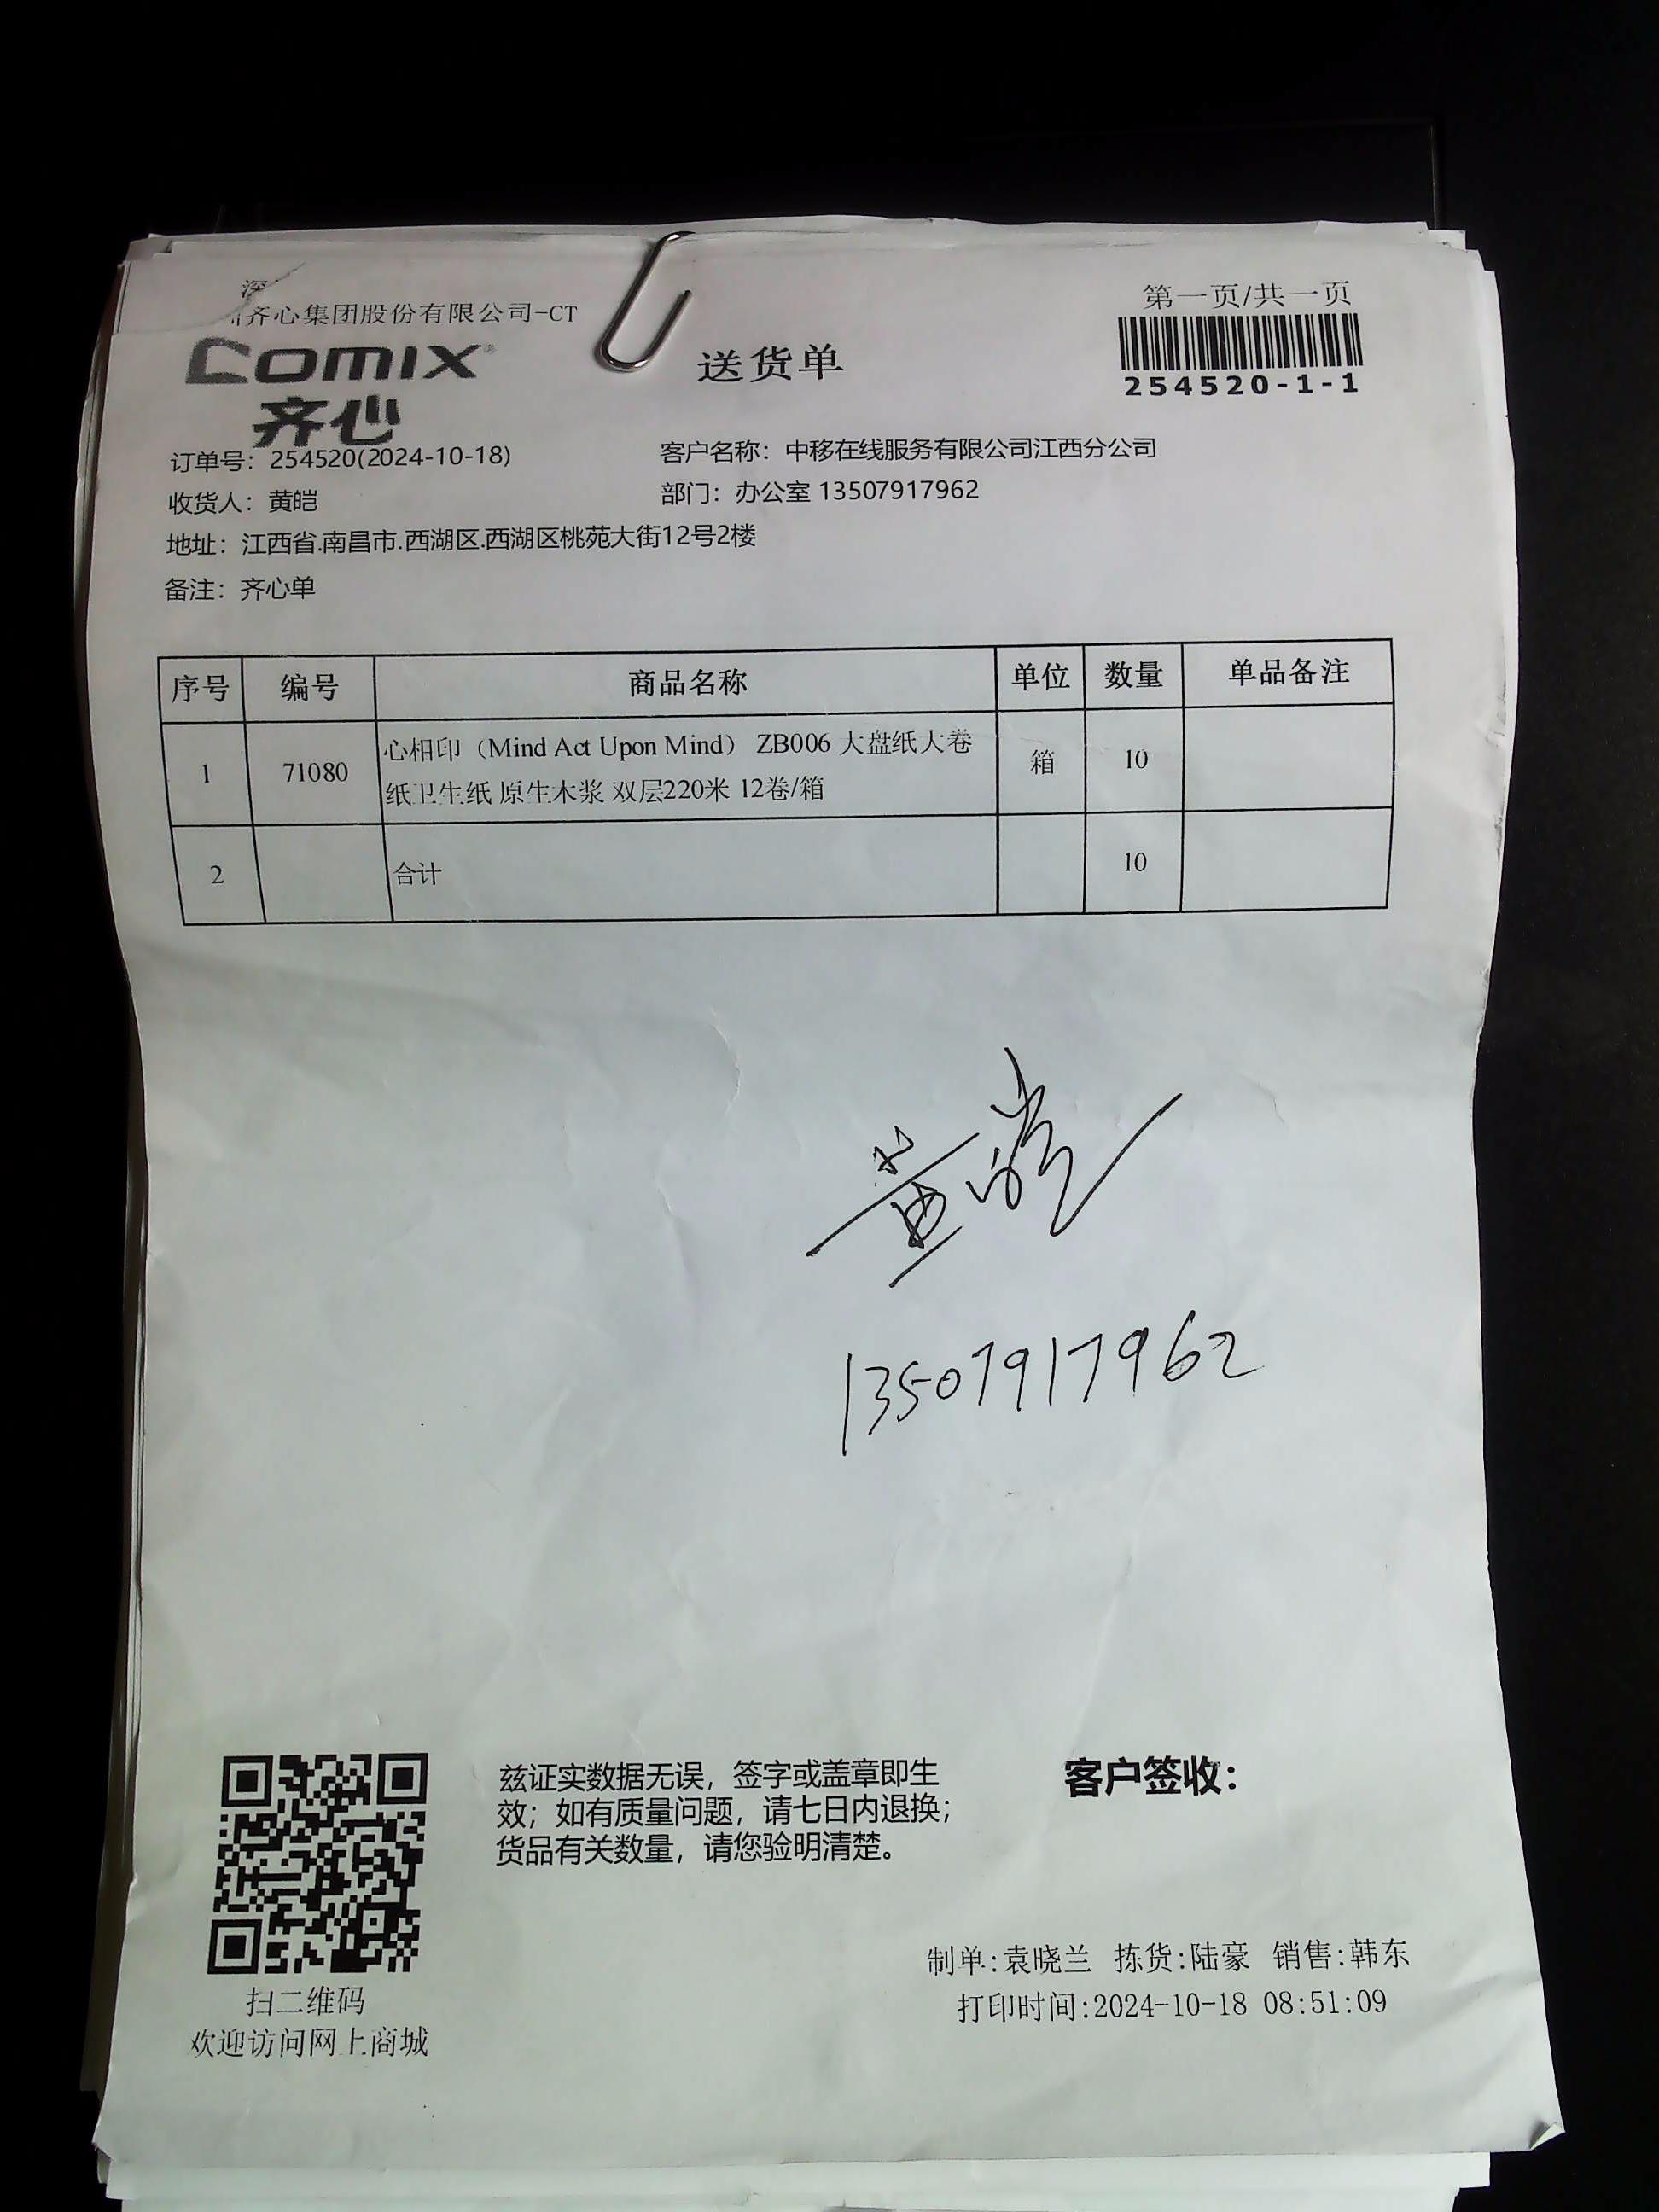 深
圳齐心集团股份有限公司-CT
第一页/共一页
COMIX
齐心
送货单
254520-1-1
订单号：254520(2024-10-18)
客户名称：中移在线服务有限公司江西分公司
收货人：黄皑
部门：办公室 13507917962
地址：江西省.南昌市.西湖区.西湖区桃苑大街12号2楼
备注：齐心单
序号 编号 商品名称 单位 数量 单品备注
1 71080 心相印（Mind Act Upon Mind） ZB006 大盘纸大卷
纸卫生纸 原生木浆 双层220米 12卷/箱 箱 10
2 合计 10
黄皑
13507917962
兹证实数据无误，签字或盖章即生
效；如有质量问题，请七日内退换；
货品有关数量，请您验明清楚。
客户签收：
扫二维码
欢迎访问网上商城
制单:袁晓兰 拣货:陆豪 销售:韩东
打印时间:2024-10-18 08:51:09